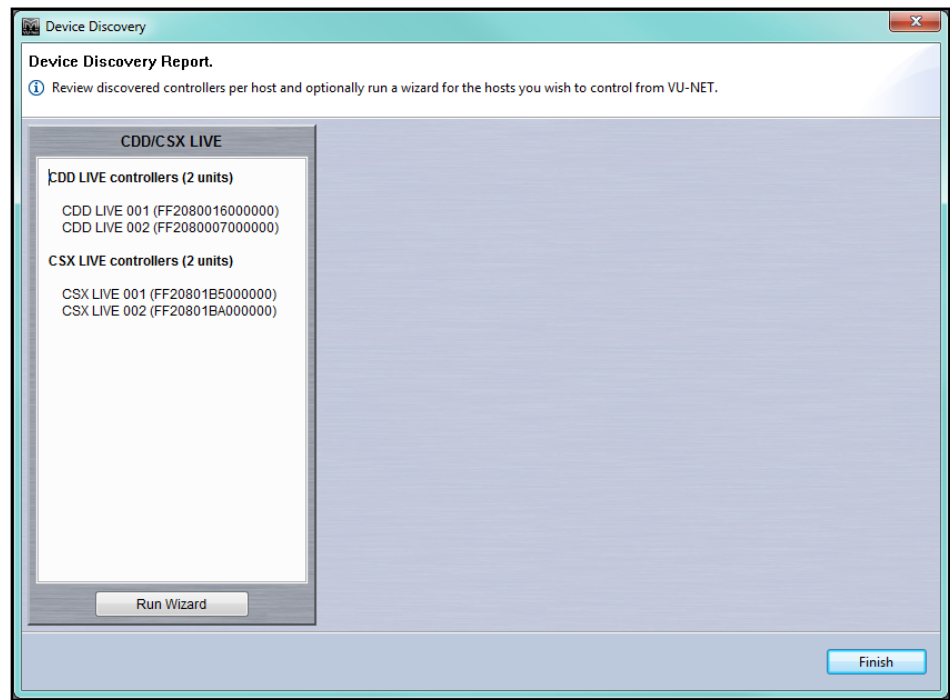 Device Discovery
Device Discovery Report.
Review discovered controllers per host and optionally run a wizard for the hosts you wish to control from VU-NET.
CDD/CSX LIVE
CDD LIVE controllers (2 units)
CDD LIVE 001 (FF2080016000000)
CDD LIVE 002 (FF2080007000000)
CSX LIVE controllers (2 units)
CSX LIVE 001 (FF20801B5000000)
CSX LIVE 002 (FF20801BA000000)
Run Wizard
Finish